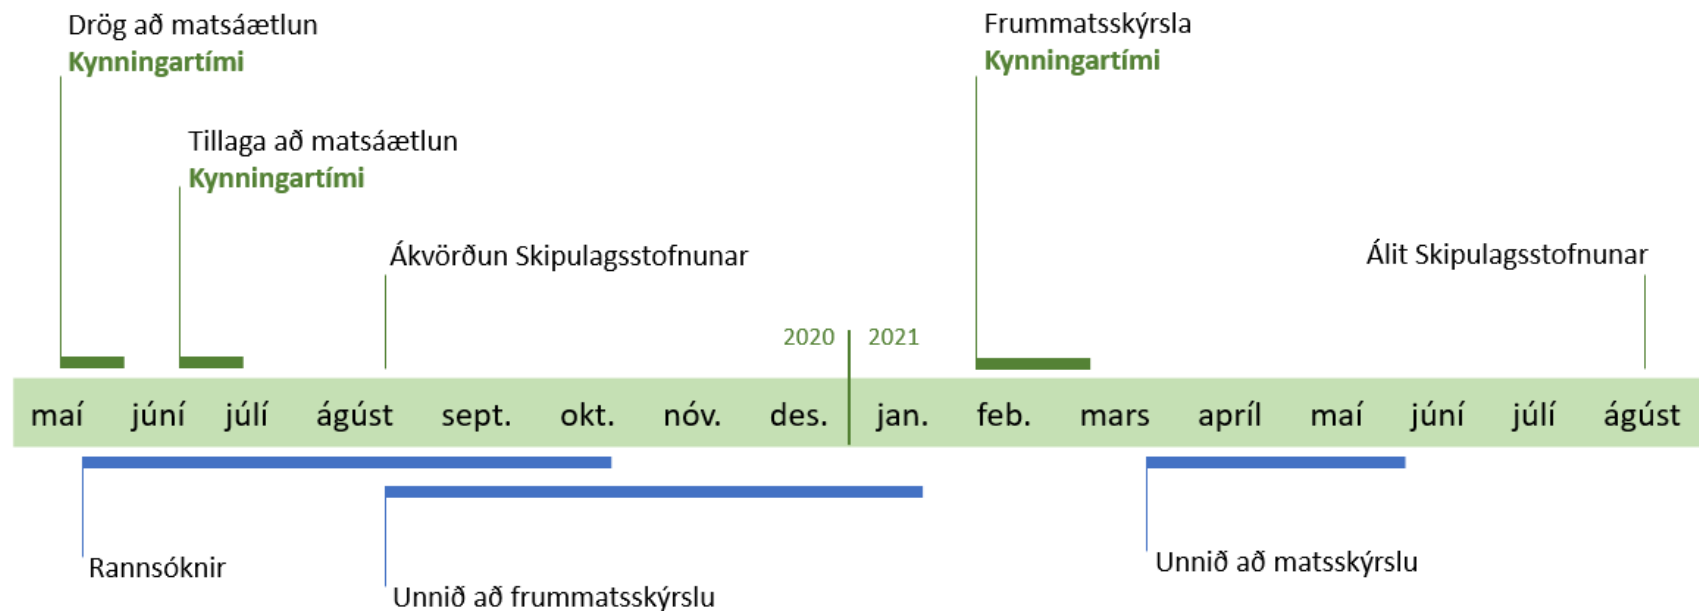 Drög að matsáætlun
Kynningartími
Frummatsskýrsla
Kynningartími
Tillaga að matsáætlun
Kynningartími
Ákvörðun Skipulagsstofnunar
Álit Skipulagsstofnunar
2020 2021
maí júní júlí ágúst sept. okt. nóv. des. jan. feb. mars apríl maí júní júlí ágúst
Rannsóknir
Unnið að matsskýrslu
Unnið að frummatsskýrslu